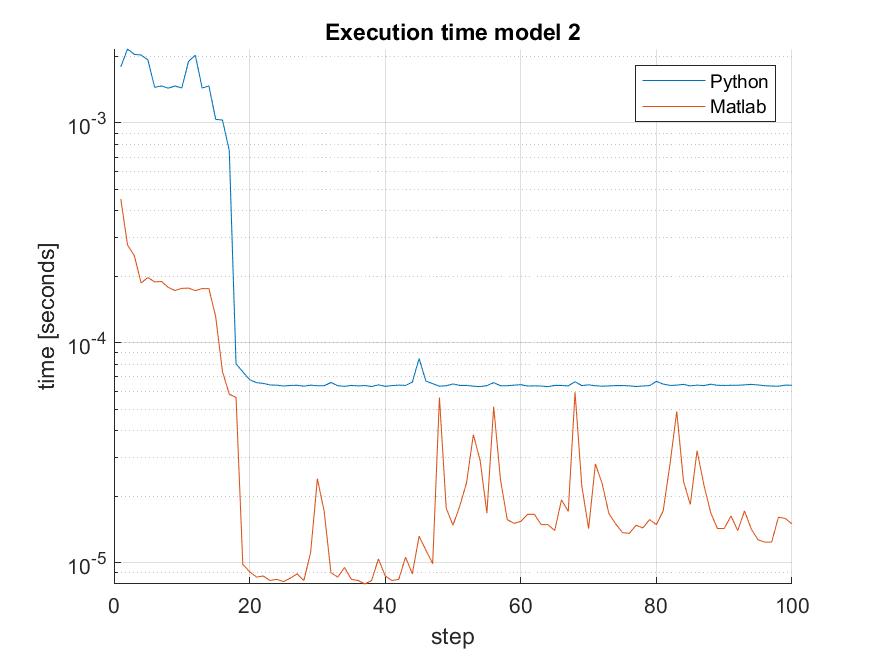 Execution time model 2
Python
Matlab
time [seconds]
10-3
10-4
10-5
0 20 40 60 80 100
step